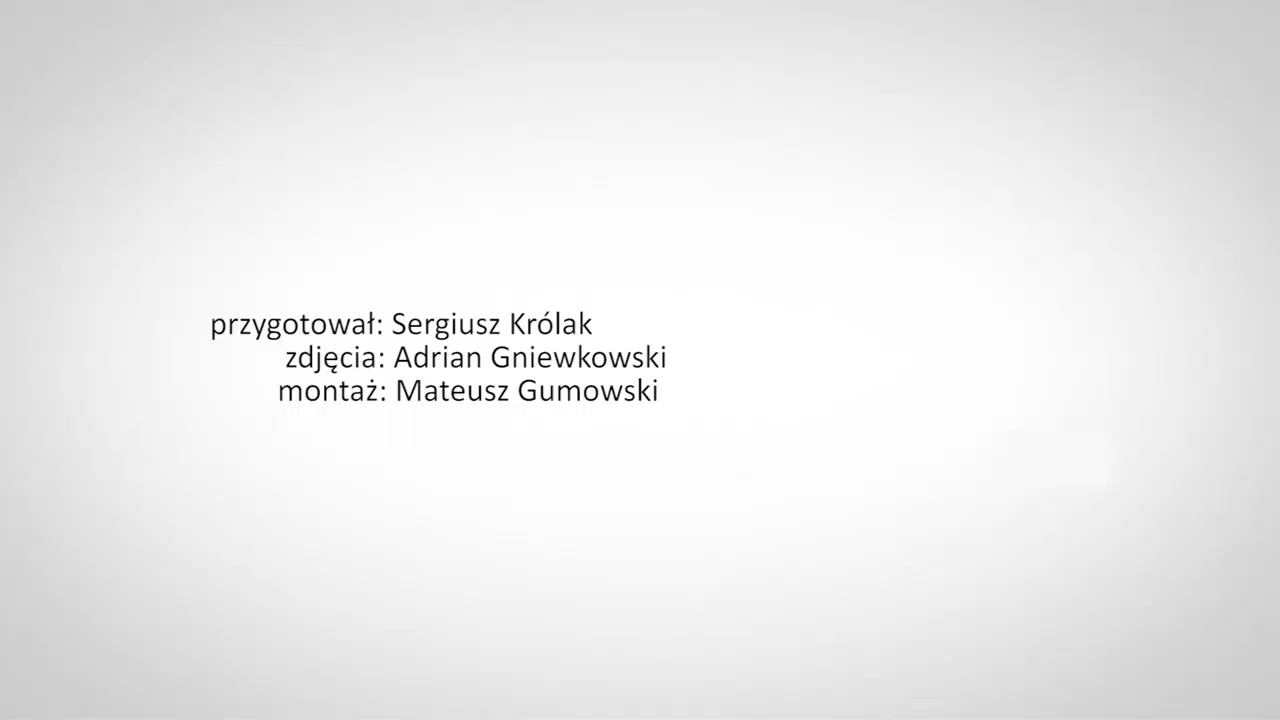 przygotował: Sergiusz Królak
zdjęcia: Adrian Gniewkowski
montaż: Mateusz Gumowski